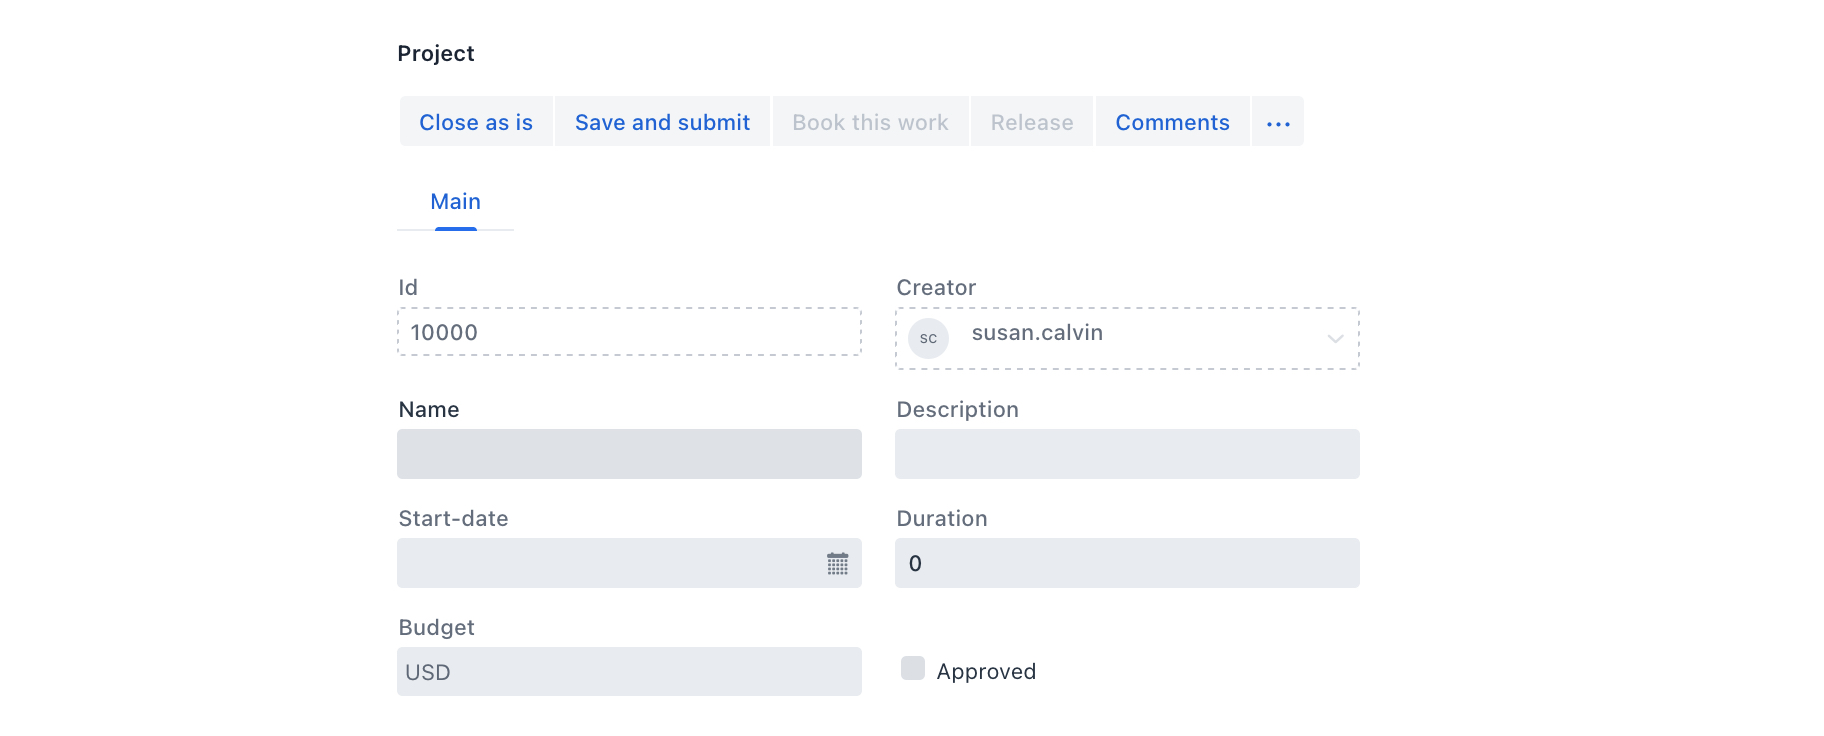 Project
Close as is Save and submit Book this work Release Comments ...
Main
Id Creator
10000 SC susan.calvin
Name Description
Start-date Duration
0
Budget
USD Approved